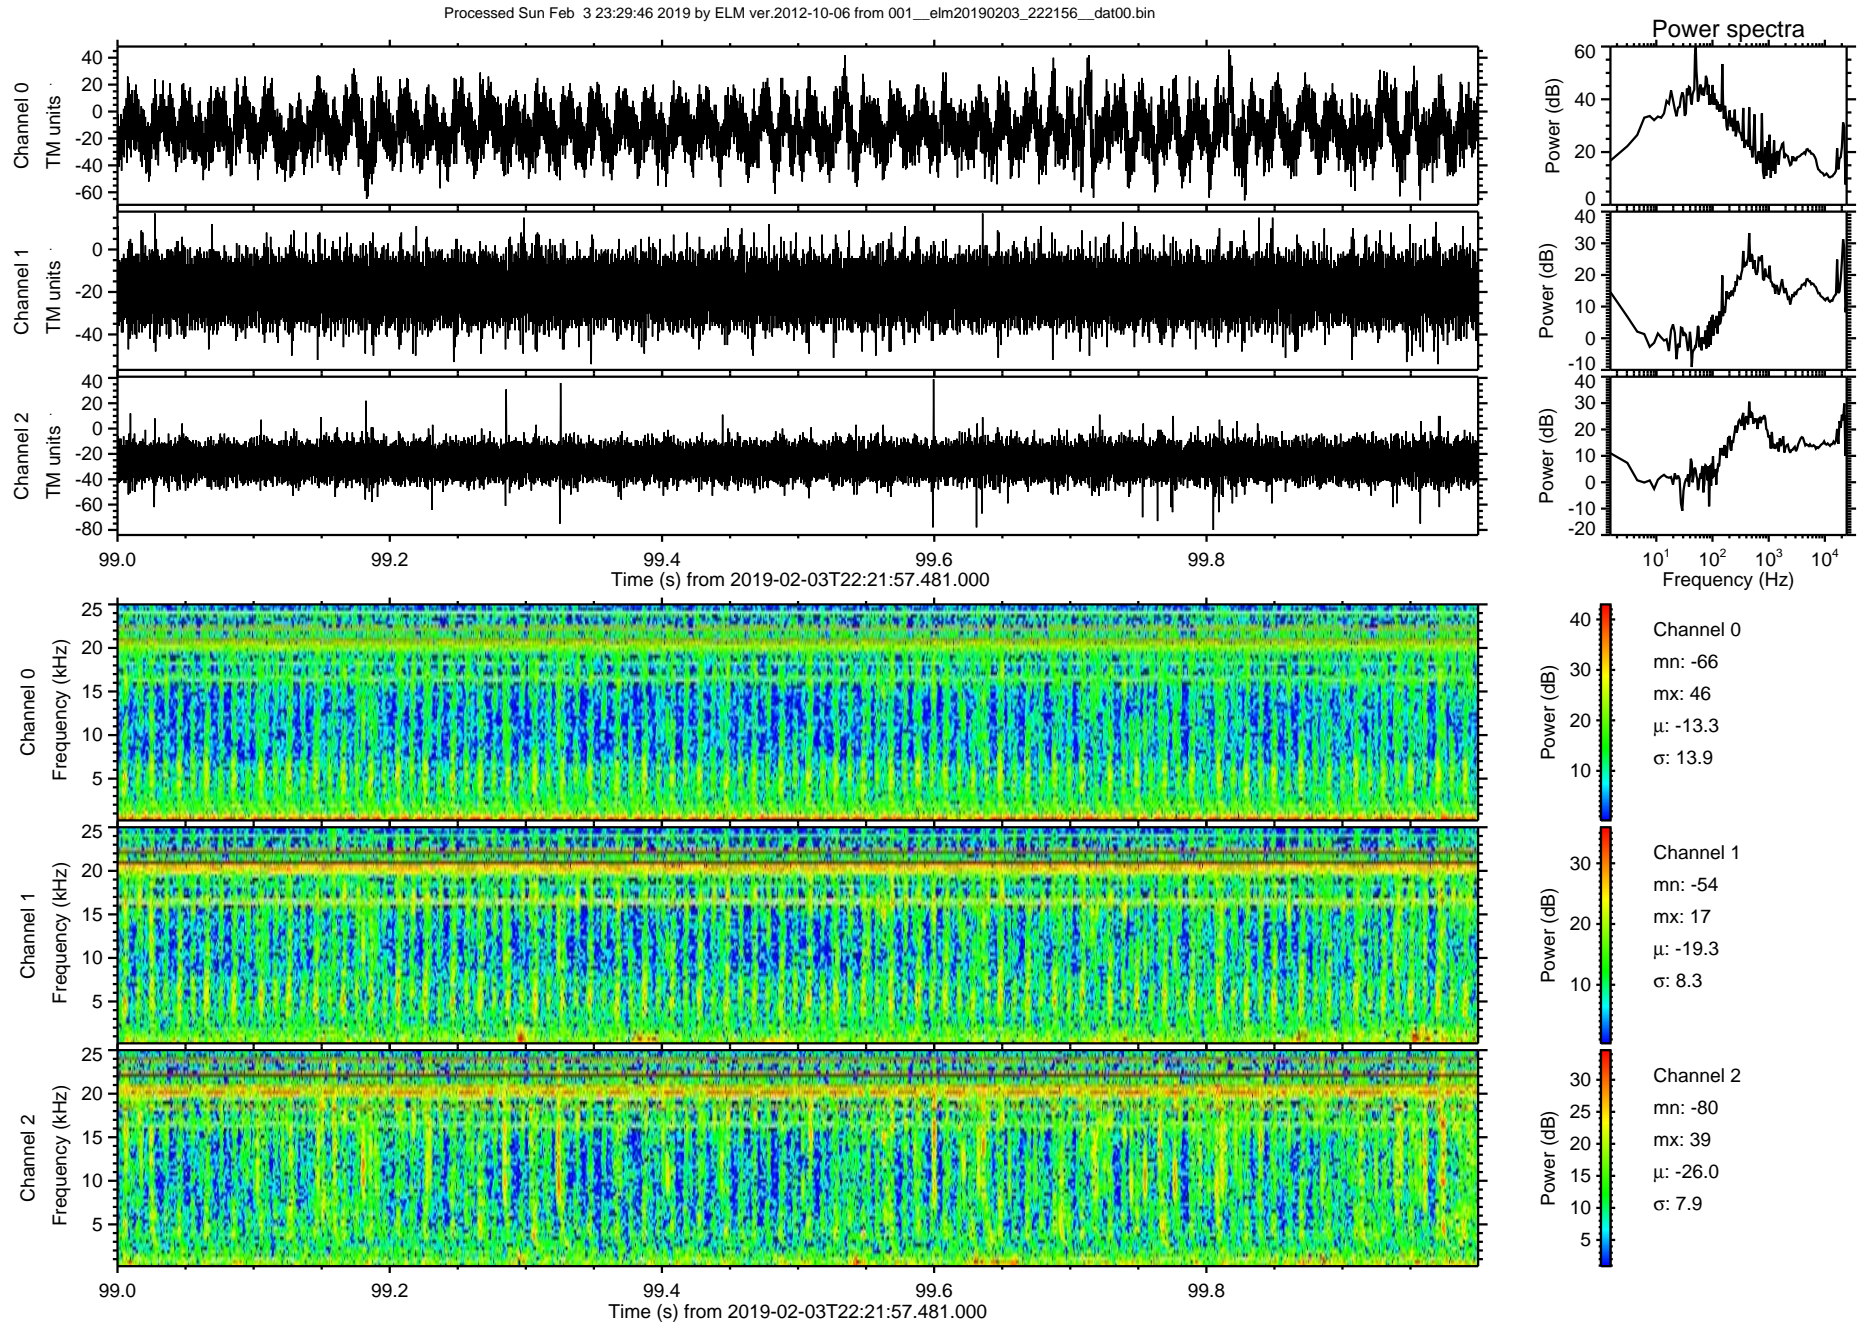 Processed Sun Feb  3 23:29:46 2019 by ELM ver.2012-10-06 from 001__elm20190203_222156__dat00.bin
Power spectra
Channel 0
TM units
40
20
0
-20
-40
-60
Power (dB)
60
40
20
0
Channel 1
TM units
0
-20
-40
Power (dB)
40
30
20
10
0
-10
Channel 2
TM units
40
20
0
-20
-40
-60
-80
Power (dB)
40
30
20
10
0
-10
-20
99.0 99.2 99.4 99.6 99.8
Time (s) from 2019-02-03T22:21:57.481.000
10^1 10^2 10^3 10^4
Frequency (Hz)
Channel 0
Frequency (kHz)
25
20
15
10
5
Power (dB)
40
30
20
10
Channel 0
mn: -66
mx: 46
μ: -13.3
σ: 13.9
Channel 1
Frequency (kHz)
25
20
15
10
5
Power (dB)
30
20
10
Channel 1
mn: -54
mx: 17
μ: -19.3
σ: 8.3
Channel 2
Frequency (kHz)
25
20
15
10
5
Power (dB)
30
25
20
15
10
5
Channel 2
mn: -80
mx: 39
μ: -26.0
σ: 7.9
99.0 99.2 99.4 99.6 99.8
Time (s) from 2019-02-03T22:21:57.481.000